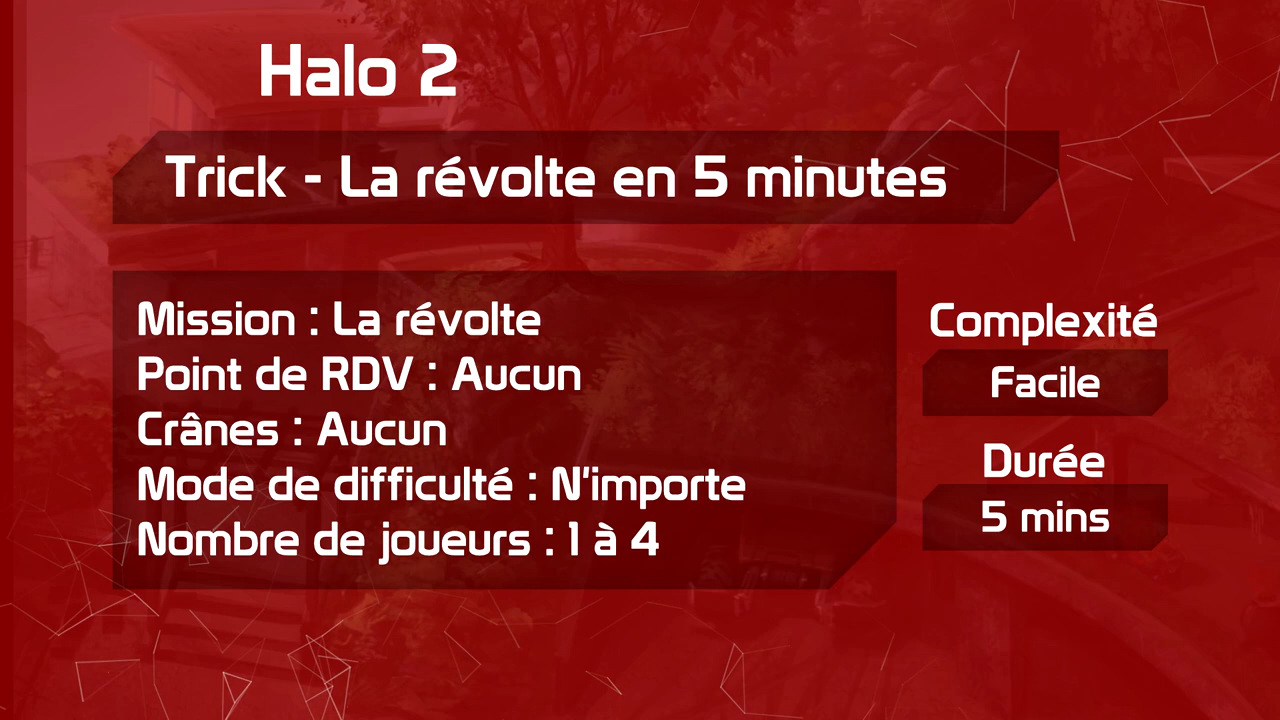 Halo 2
Trick - La révolte en 5 minutes
Mission : La révolte
Point de RDV : Aucun
Crânes : Aucun
Mode de difficulté : N'importe
Nombre de joueurs : 1 à 4
Complexité
Facile
Durée
5 mins